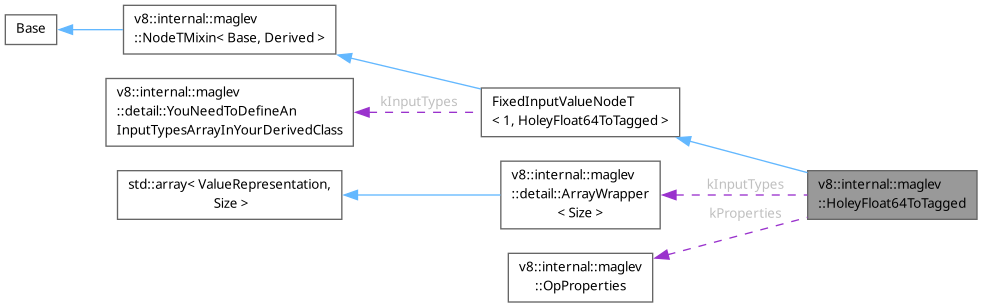 Base
v8::internal::maglev
::NodeTMixin< Base, Derived >
v8::internal::maglev
::detail::YouNeedToDefineAn
InputTypesArrayInYourDerivedClass
kInputTypes
FixedInputValueNodeT
< 1, HoleyFloat64ToTagged >
std::array< ValueRepresentation,
Size >
v8::internal::maglev
::detail::ArrayWrapper
< Size >
kInputTypes
kProperties
v8::internal::maglev
::HoleyFloat64ToTagged
v8::internal::maglev
::OpProperties